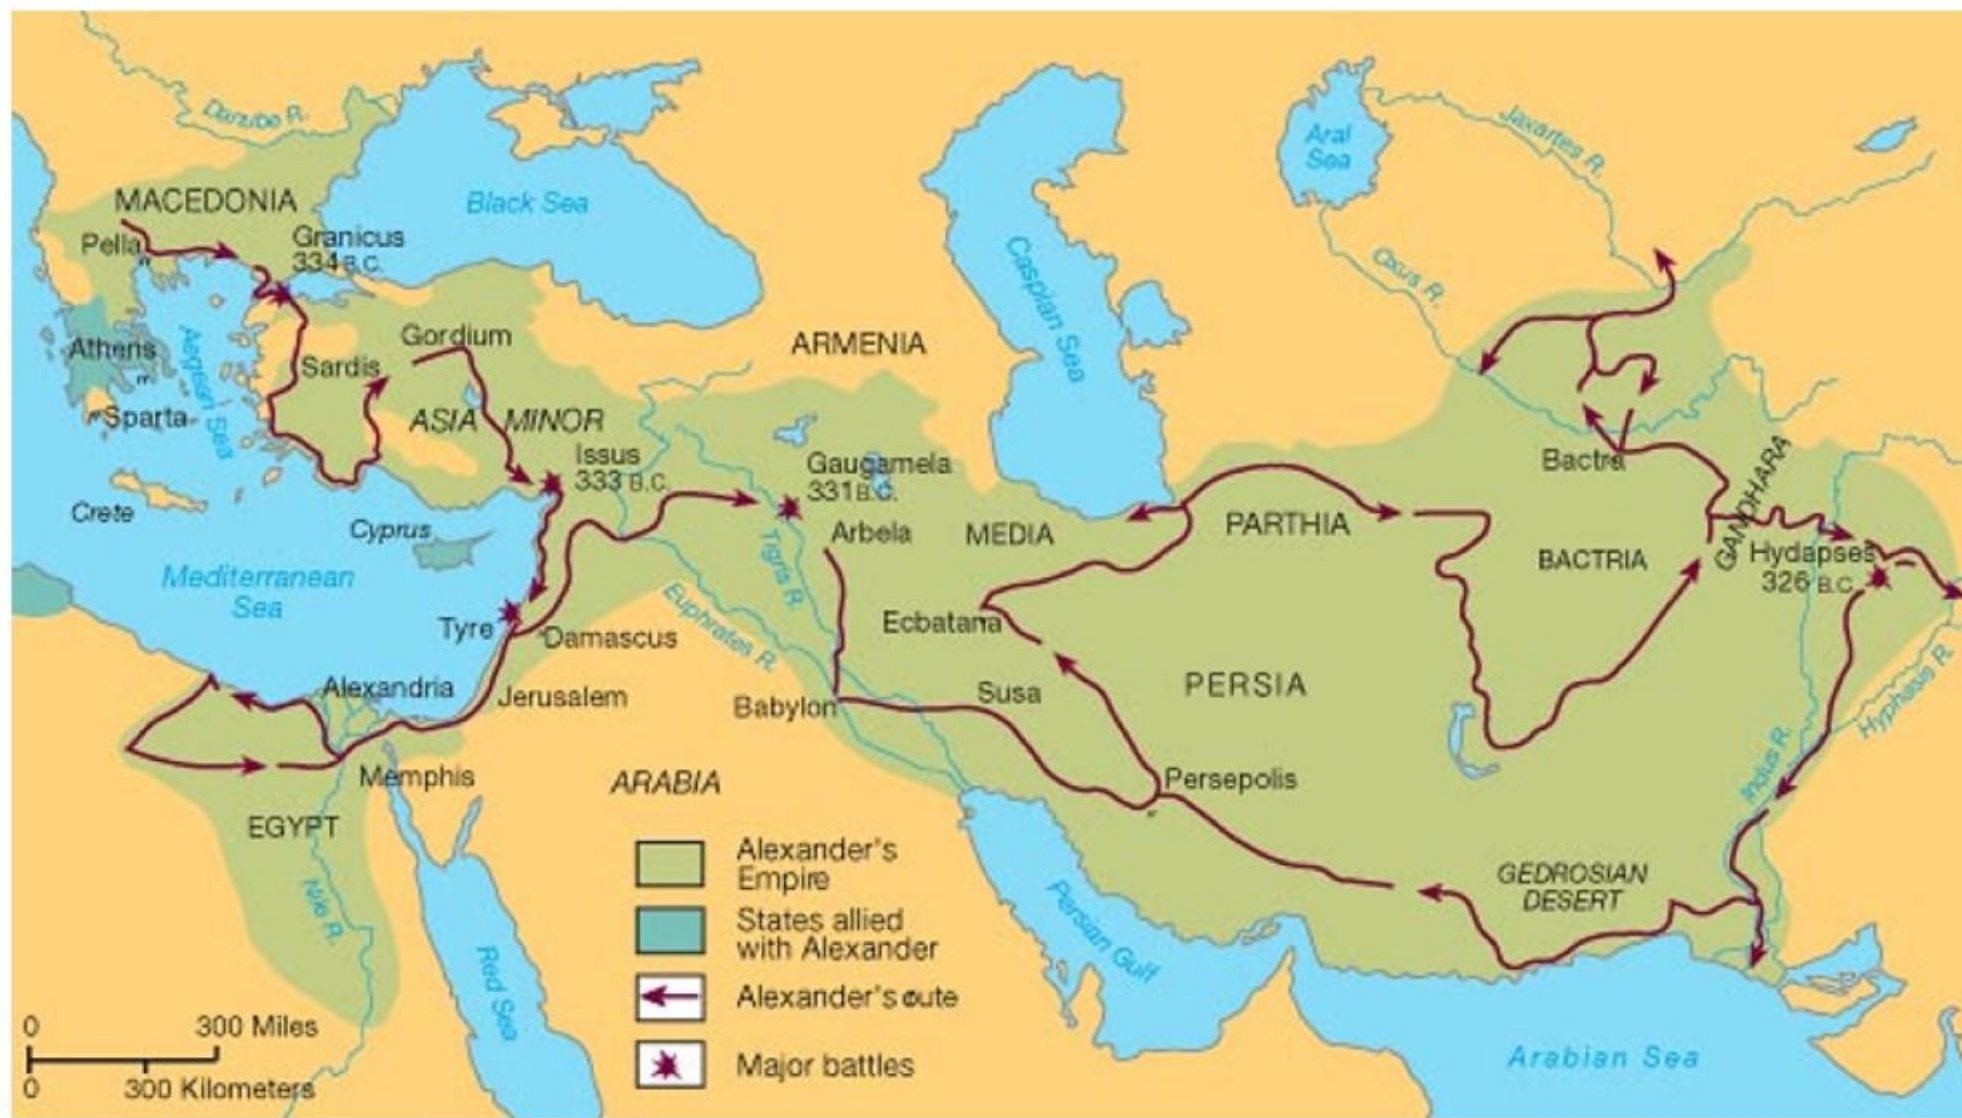 Danube R.
MACEDONIA
Pella
Granicus
334 B.C.
Black Sea
Aral
Sea
Jaxartes R.
Caspian Sea
Oxus R.
Athens
Aegean Sea
Sardis
Gordium
ARMENIA
Sparta
ASIA MINOR
Issus
333 B.C.
Gaugamela
331 B.C.
Bactra
GANDHARA
Crete
Cyprus
Arbela
MEDIA
PARTHIA
BACTRIA
Hydapses
326 B.C.
Mediterranean
Sea
Tigris R.
Euphrates R.
Tyre
Damascus
Ecbatana
Alexandria
Jerusalem
Babylon
Susa
PERSIA
Hyphasis R.
Indus R.
Memphis
ARABIA
Persepolis
EGYPT
Nile R.
Red Sea
Persian Gulf
GEDROSIAN
DESERT
Arabian Sea
Alexander's
Empire
States allied
with Alexander
Alexander's oute
Major battles
0 300 Miles
0 300 Kilometers